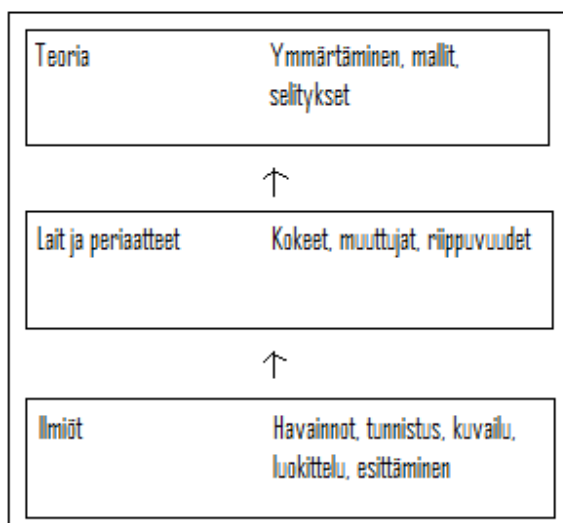 Teoria Ymmärtäminen, mallit,
selitykset
Lait ja periaatteet Kokeet, muuttujat, riippuvuudet
Ilmiöt Havainnot, tunnistus, kuvailu,
luokittelu, esittäminen